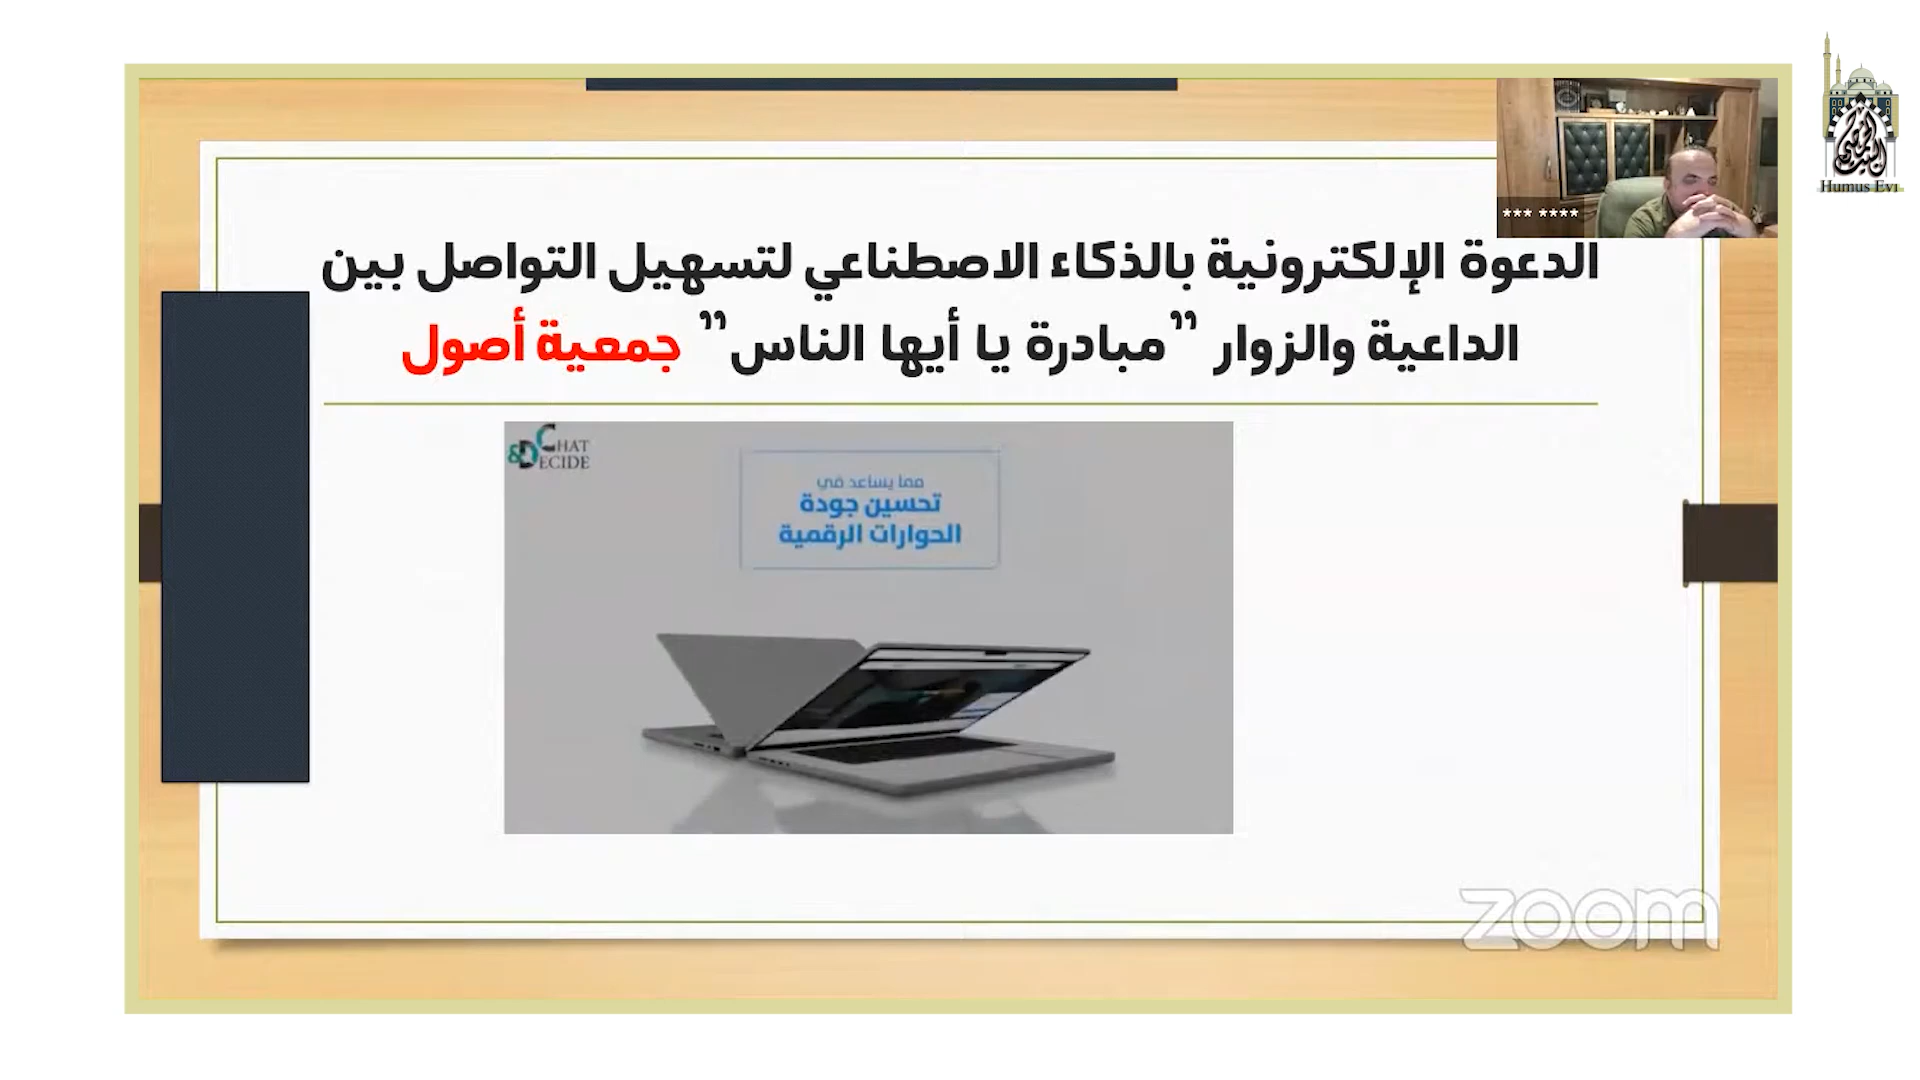 *** ****
Humus Evi
الدعوة الإلكترونية بالذكاء الاصطناعي لتسهيل التواصل بين
الداعية والزوار ”مبادرة يا أيها الناس” جمعية أصول
CHAT
&DECIDE
مما يساعد في
تحسين جودة
الحوارات الرقمية
zoom